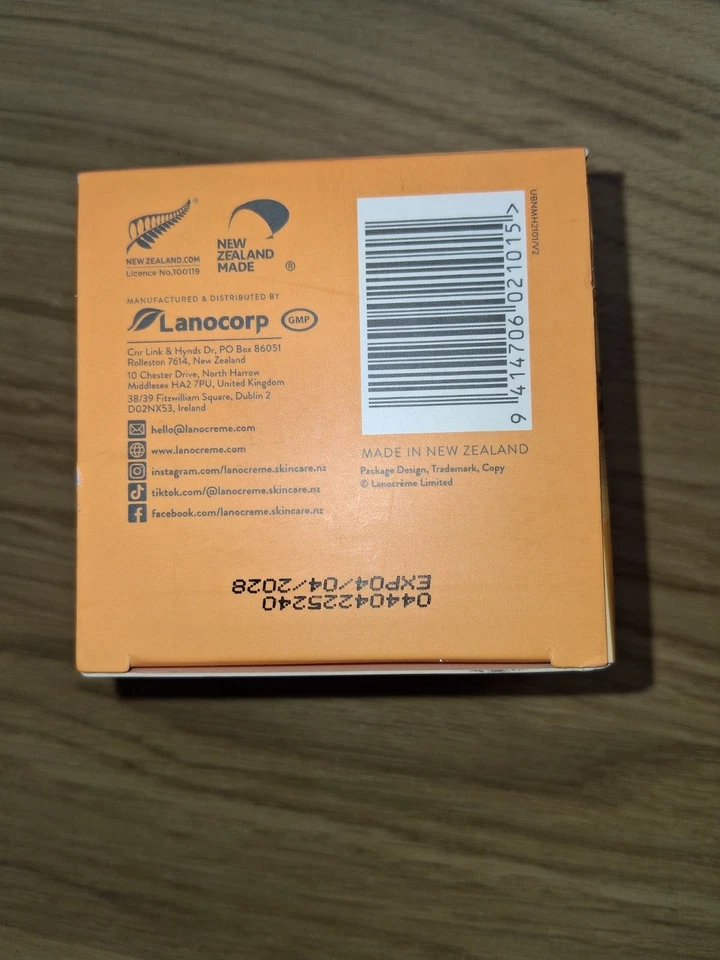 NEW ZEALAND.COM
Licence No.100119
NEW
ZEALAND
MADE
®
MANUFACTURED & DISTRIBUTED BY
Lanocorp GMP
Cnr Link & Hynds Dr, PO Box 86051
Rolleston 7614, New Zealand
10 Chester Drive, North Harrow
Middlesex HA2 7PU, United Kingdom
38/39 Fitzwilliam Square, Dublin 2
D02NX53, Ireland
hello@lanocreme.com
www.lanocreme.com
instagram.com/lanocreme.skincare.nz
tiktok.com/@lanocreme.skincare.nz
facebook.com/lanocreme.skincare.nz
9 414706 021015 >
UBNMH2101/V2
MADE IN NEW ZEALAND
Package Design, Trademark, Copy
© Lanocrème Limited
04404225240
EXP04/04/2028